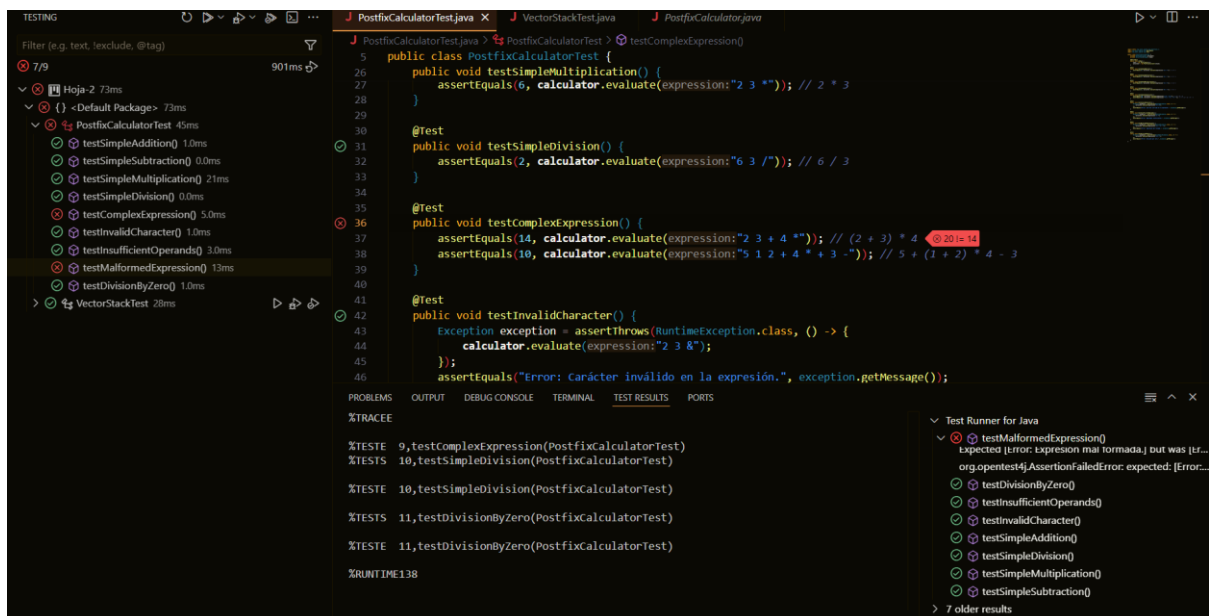 TESTING
Filter (e.g. text, !exclude, @tag)
7/9
901ms
Hoja-2 73ms
{} <Default Package> 73ms
PostfixCalculatorTest 45ms
testSimpleAddition() 1.0ms
testSimpleSubtraction() 0.0ms
testSimpleMultiplication() 21ms
testSimpleDivision() 0.0ms
testComplexExpression() 5.0ms
testInvalidCharacter() 1.0ms
testInsufficientOperands() 3.0ms
testMalformedExpression() 13ms
testDivisionByZero() 1.0ms
VectorStackTest 28ms
J PostfixCalculatorTest.java
J VectorStackTest.java
J PostfixCalculator.java
J PostfixCalculatorTest.java > PostfixCalculatorTest > testComplexExpression()
5 public class PostfixCalculatorTest {
26 public void testSimpleMultiplication() {
27 assertEquals(6, calculator.evaluate(expression:"2 3 *")); // 2 * 3
28 }
29
30 @Test
31 public void testSimpleDivision() {
32 assertEquals(2, calculator.evaluate(expression:"6 3 /")); // 6 / 3
33 }
34
35 @Test
36 public void testComplexExpression() {
37 assertEquals(14, calculator.evaluate(expression:"2 3 + 4 *")); // (2 + 3) * 4 20 != 14
38 assertEquals(10, calculator.evaluate(expression:"5 1 2 + 4 * + 3 -")); // 5 + (1 + 2) * 4 - 3
39 }
40
41 @Test
42 public void testInvalidCharacter() {
43 Exception exception = assertThrows(RuntimeException.class, () -> {
44 calculator.evaluate(expression:"2 3 &");
45 });
46 assertEquals("Error: Carácter inválido en la expresión.", exception.getMessage());
PROBLEMS OUTPUT DEBUG CONSOLE TERMINAL TEST RESULTS PORTS
%TRACEE
%TESTE 9,testComplexExpression(PostfixCalculatorTest)
%TESTS 10,testSimpleDivision(PostfixCalculatorTest)
%TESTE 10,testSimpleDivision(PostfixCalculatorTest)
%TESTS 11,testDivisionByZero(PostfixCalculatorTest)
%TESTE 11,testDivisionByZero(PostfixCalculatorTest)
%RUNTIME138
Test Runner for Java
testMalformedExpression()
Expected [Error: Expresión mal formada.] but was [Er...
org.opentest4j.AssertionFailedError: expected: [Error:...
testDivisionByZero()
testInsufficientOperands()
testInvalidCharacter()
testSimpleAddition()
testSimpleDivision()
testSimpleMultiplication()
testSimpleSubtraction()
7 older results